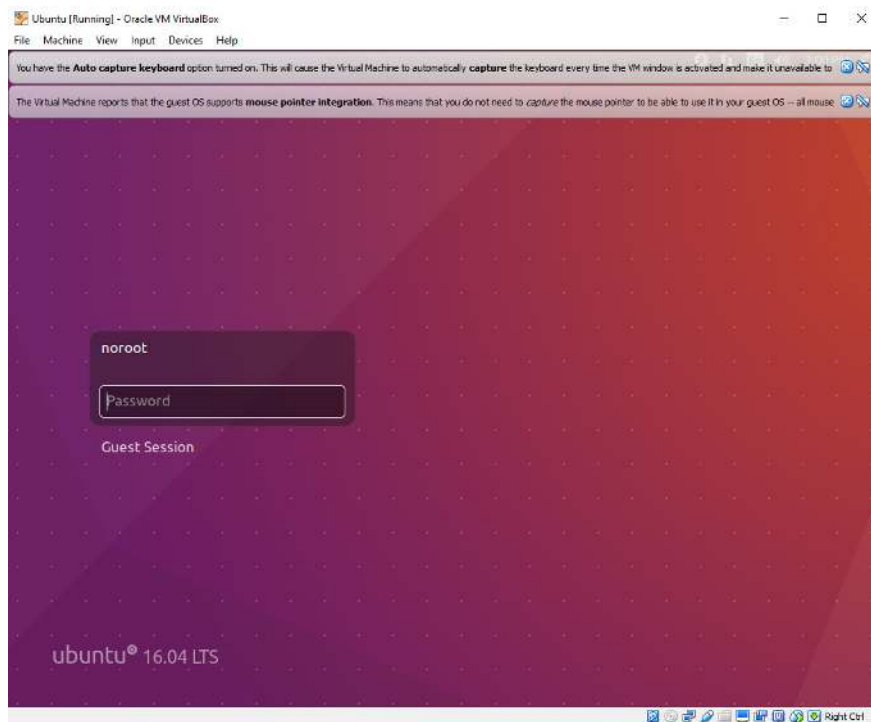 Ubuntu [Running] - Oracle VM VirtualBox
File Machine View Input Devices Help
You have the Auto capture keyboard option turned on. This will cause the Virtual Machine to automatically capture the keyboard every time the VM window is activated and make it unavailable to
The Virtual Machine reports that the guest OS supports mouse pointer integration. This means that you do not need to capture the mouse pointer to be able to use it in your guest OS -- all mouse
noroot
Password
Guest Session
ubuntu® 16.04 LTS
Right Ctrl